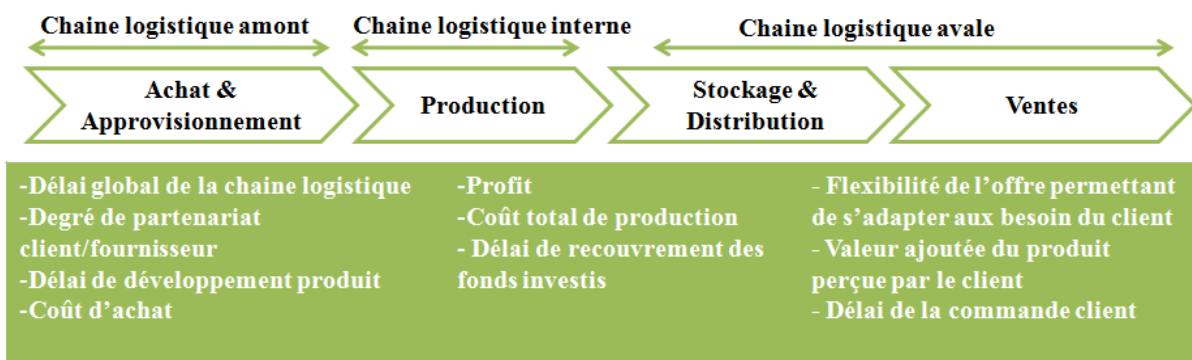 Chaine logistique amont
Chaine logistique interne
Chaine logistique avale
Achat &
Approvisionnement
Production
Stockage &
Distribution
Ventes
-Délai global de la chaine logistique
-Degré de partenariat
client/fournisseur
-Délai de développement produit
-Coût d’achat
-Profit
-Coût total de production
- Délai de recouvrement des
fonds investis
- Flexibilité de l’offre permettant
de s’adapter aux besoin du client
- Valeur ajoutée du produit
perçue par le client
- Délai de la commande client